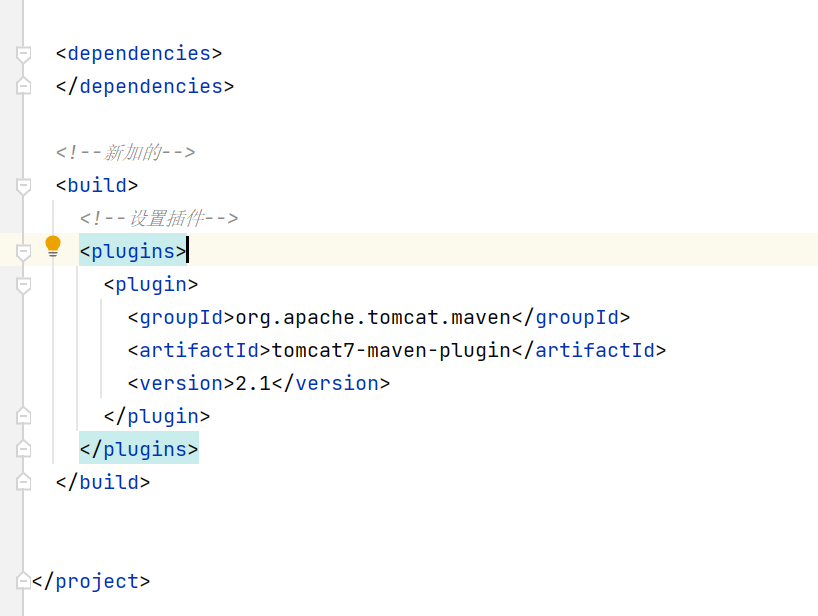 <dependencies>
</dependencies>
<!--新加的-->
<build>
<!--设置插件-->
<plugins>
<plugin>
<groupId>org.apache.tomcat.maven</groupId>
<artifactId>tomcat7-maven-plugin</artifactId>
<version>2.1</version>
</plugin>
</plugins>
</build>
</project>